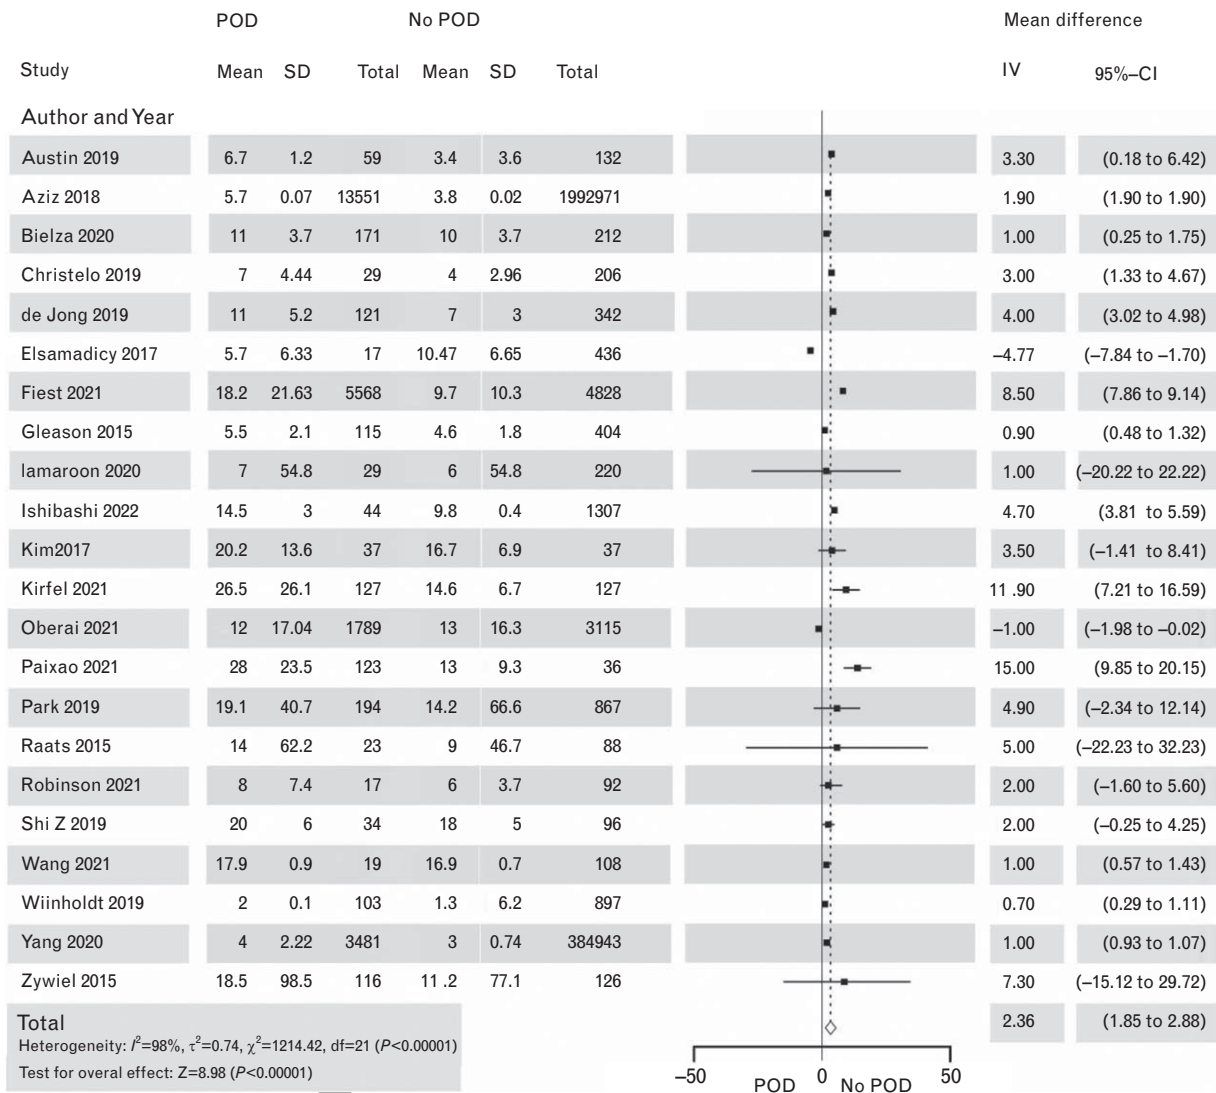 POD No POD Mean difference
Study Mean SD Total Mean SD Total IV 95%–CI
Author and Year
Austin 2019 6.7 1.2 59 3.4 3.6 132 3.30 (0.18 to 6.42)
Aziz 2018 5.7 0.07 13551 3.8 0.02 1992971 1.90 (1.90 to 1.90)
Bielza 2020 11 3.7 171 10 3.7 212 1.00 (0.25 to 1.75)
Christelo 2019 7 4.44 29 4 2.96 206 3.00 (1.33 to 4.67)
de Jong 2019 11 5.2 121 7 3 342 4.00 (3.02 to 4.98)
Elsamadicy 2017 5.7 6.33 17 10.47 6.65 436 –4.77 (–7.84 to –1.70)
Fiest 2021 18.2 21.63 5568 9.7 10.3 4828 8.50 (7.86 to 9.14)
Gleason 2015 5.5 2.1 115 4.6 1.8 404 0.90 (0.48 to 1.32)
Iamaroon 2020 7 54.8 29 6 54.8 220 1.00 (–20.22 to 22.22)
Ishibashi 2022 14.5 3 44 9.8 0.4 1307 4.70 (3.81 to 5.59)
Kim2017 20.2 13.6 37 16.7 6.9 37 3.50 (–1.41 to 8.41)
Kirfel 2021 26.5 26.1 127 14.6 6.7 127 11 .90 (7.21 to 16.59)
Oberai 2021 12 17.04 1789 13 16.3 3115 –1.00 (–1.98 to –0.02)
Paixao 2021 28 23.5 123 13 9.3 36 15.00 (9.85 to 20.15)
Park 2019 19.1 40.7 194 14.2 66.6 867 4.90 (–2.34 to 12.14)
Raats 2015 14 62.2 23 9 46.7 88 5.00 (–22.23 to 32.23)
Robinson 2021 8 7.4 17 6 3.7 92 2.00 (–1.60 to 5.60)
Shi Z 2019 20 6 34 18 5 96 2.00 (–0.25 to 4.25)
Wang 2021 17.9 0.9 19 16.9 0.7 108 1.00 (0.57 to 1.43)
Wiinholdt 2019 2 0.1 103 1.3 6.2 897 0.70 (0.29 to 1.11)
Yang 2020 4 2.22 3481 3 0.74 384943 1.00 (0.93 to 1.07)
Zywiel 2015 18.5 98.5 116 11 .2 77.1 126 7.30 (–15.12 to 29.72)
Total 2.36 (1.85 to 2.88)
Heterogeneity: I²=98%, τ²=0.74, χ²=1214.42, df=21 (P<0.00001)
Test for overal effect: Z=8.98 (P<0.00001)
–50 0 50
POD No POD